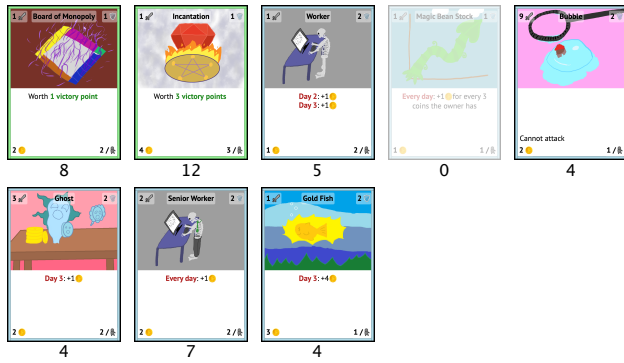 1 Board of Monopoly 1
Worth 1 victory point
2 2/
8
1 Incantation 1
Worth 3 victory points
4 3/
12
1 Worker 2
Day 2: +1
Day 3: +1
1 2/
5
1 Magic Bean Stock 2
Every day: +1 for every 3
coins the owner has
1 1/
0
9 Bubble 2
Cannot attack
2 1/
4
3 Ghost 2
Day 3: +1
2 2/
4
2 Senior Worker 2
Every day: +1
2 2/
7
1 Gold Fish 2
Day 3: +4
3 1/
4